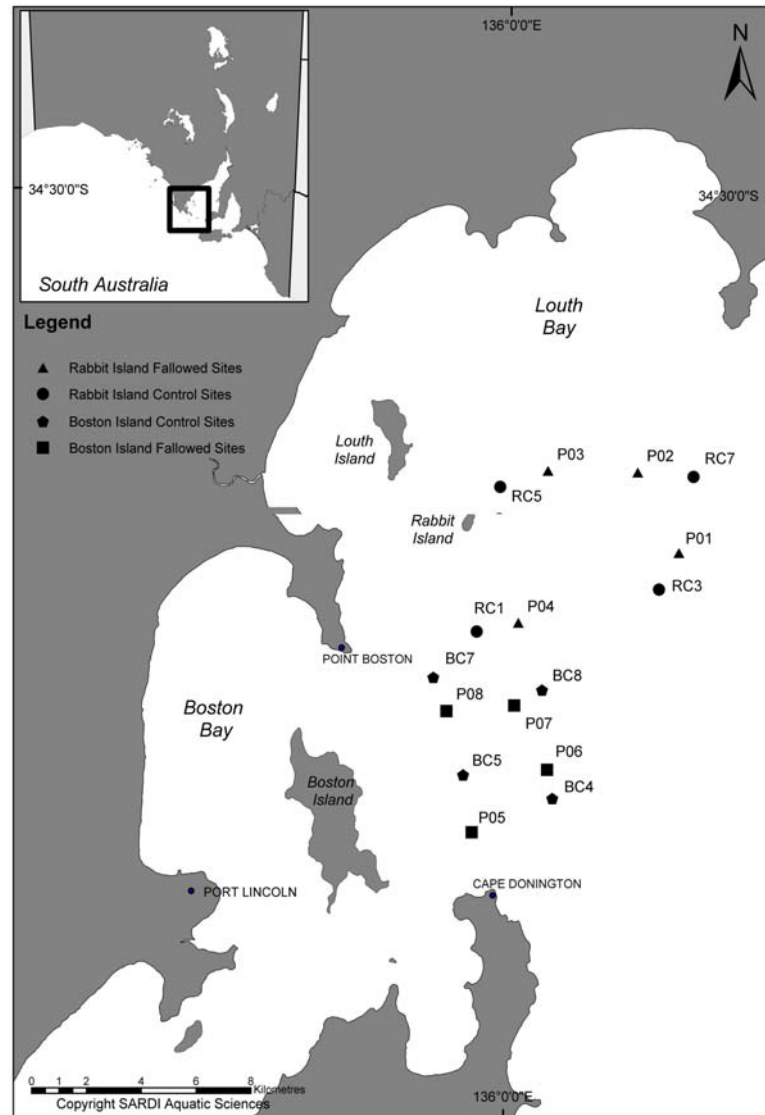 136°0'0"E
N
34°30'0"S
34°30'0"S
South Australia
Louth
Bay
Legend
Rabbit Island Fallowed Sites
Rabbit Island Control Sites
Boston Island Control Sites
Boston Island Fallowed Sites
Louth
Island
P03
P02
RC7
RC5
Rabbit
Island
P01
RC3
RC1
P04
POINT BOSTON
BC7
BC8
Boston
Bay
P08
P07
P06
BC5
BC4
Boston
Island
P05
CAPE DONINGTON
PORT LINCOLN
0 1 2 4 6 8
Kilometres
Copyright SARDI Aquatic Sciences
136°0'0"E